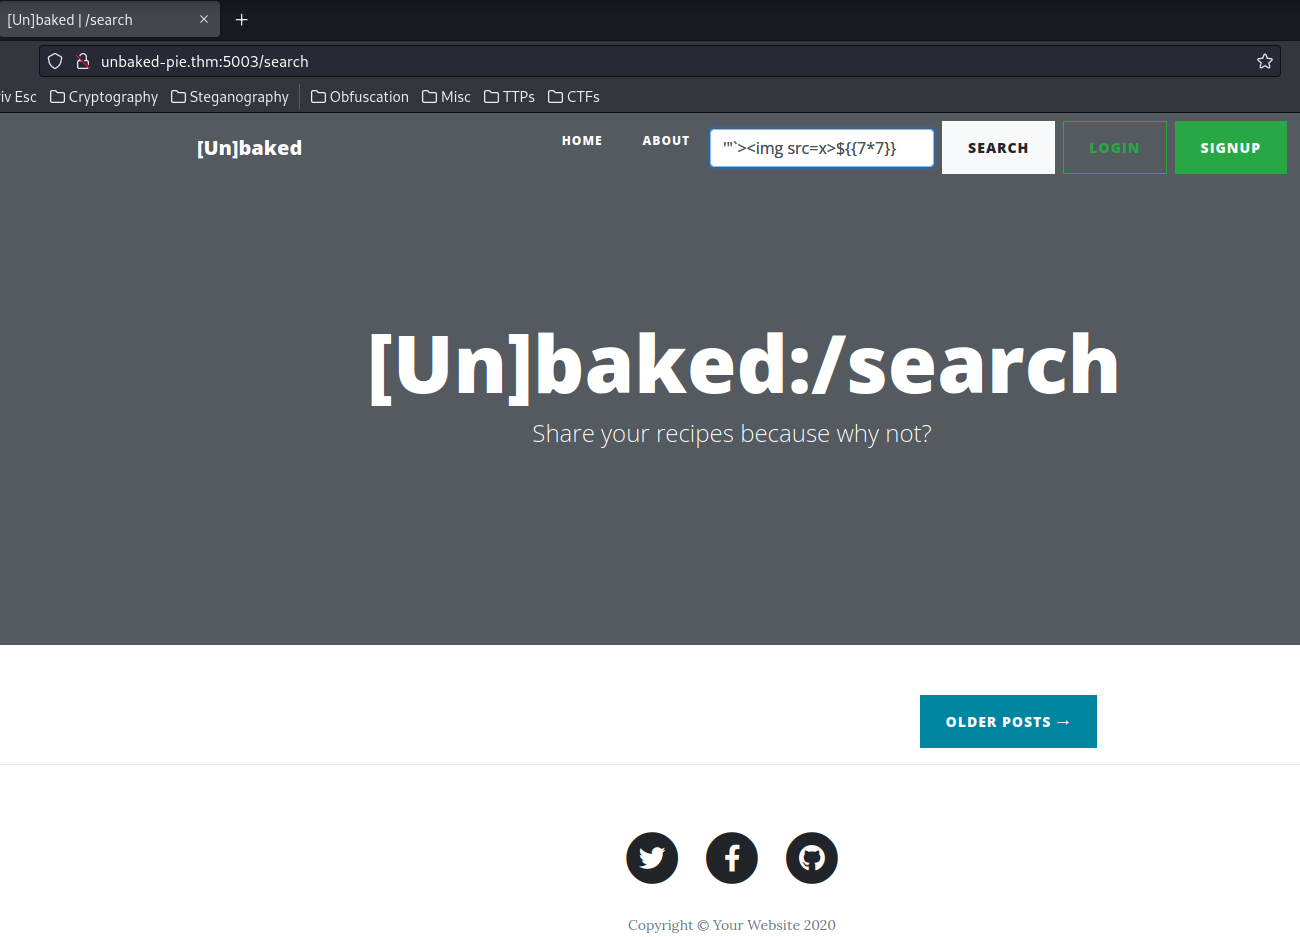 [Un]baked | /search
unbaked-pie.thm:5003/search
iv Esc Cryptography Steganography Obfuscation Misc TTPs CTFs
[Un]baked HOME ABOUT '"`><img src=x>${{7*7}} SEARCH LOGIN SIGNUP
[Un]baked:/search
Share your recipes because why not?
OLDER POSTS →
Copyright © Your Website 2020